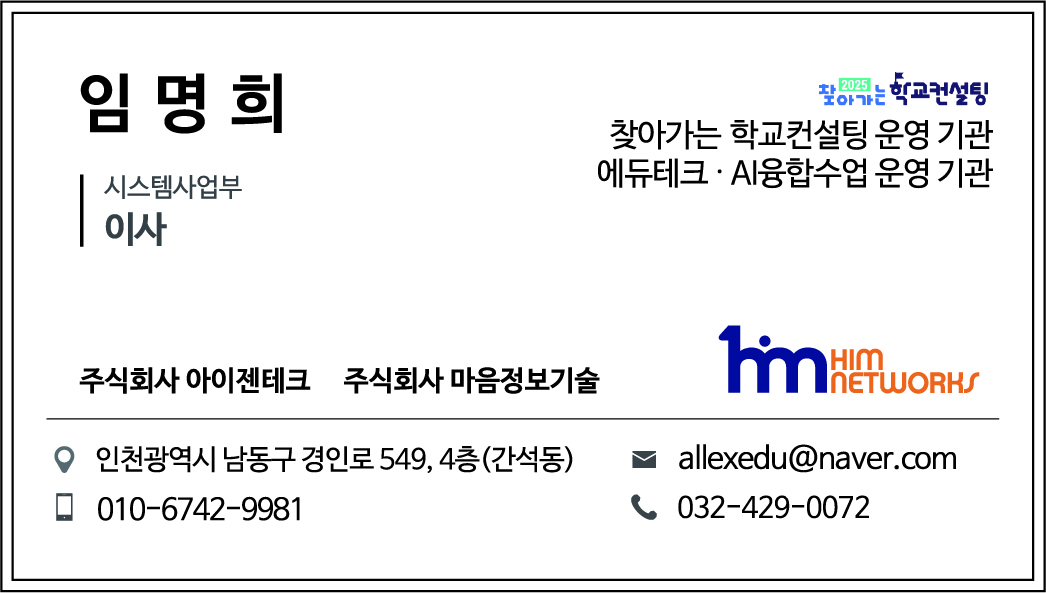 임명희
시스템사업부
이사
2025
찾아가는 학교컨설팅
찾아가는 학교컨설팅 운영 기관
에듀테크 · AI융합수업 운영 기관
주식회사 아이젠테크 주식회사 마음정보기술
him HIM
NETWORKS
인천광역시 남동구 경인로 549, 4층(간석동)
010-6742-9981
allexedu@naver.com
032-429-0072